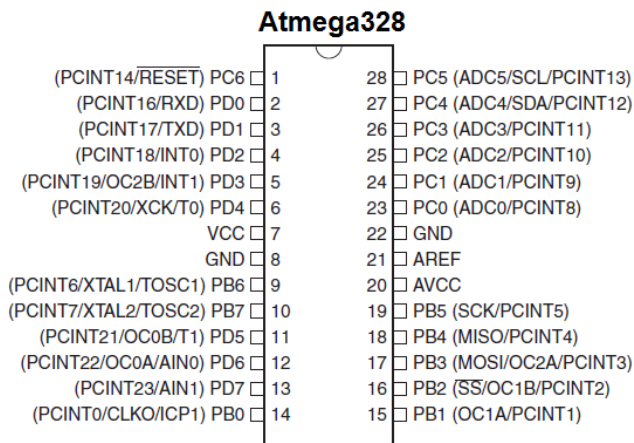 Atmega328
(PCINT14/RESET) PC6 1 28 PC5 (ADC5/SCL/PCINT13)
(PCINT16/RXD) PD0 2 27 PC4 (ADC4/SDA/PCINT12)
(PCINT17/TXD) PD1 3 26 PC3 (ADC3/PCINT11)
(PCINT18/INT0) PD2 4 25 PC2 (ADC2/PCINT10)
(PCINT19/OC2B/INT1) PD3 5 24 PC1 (ADC1/PCINT9)
(PCINT20/XCK/T0) PD4 6 23 PC0 (ADC0/PCINT8)
VCC 7 22 GND
GND 8 21 AREF
(PCINT6/XTAL1/TOSC1) PB6 9 20 AVCC
(PCINT7/XTAL2/TOSC2) PB7 10 19 PB5 (SCK/PCINT5)
(PCINT21/OC0B/T1) PD5 11 18 PB4 (MISO/PCINT4)
(PCINT22/OC0A/AIN0) PD6 12 17 PB3 (MOSI/OC2A/PCINT3)
(PCINT23/AIN1) PD7 13 16 PB2 (SS/OC1B/PCINT2)
(PCINT0/CLKO/ICP1) PB0 14 15 PB1 (OC1A/PCINT1)